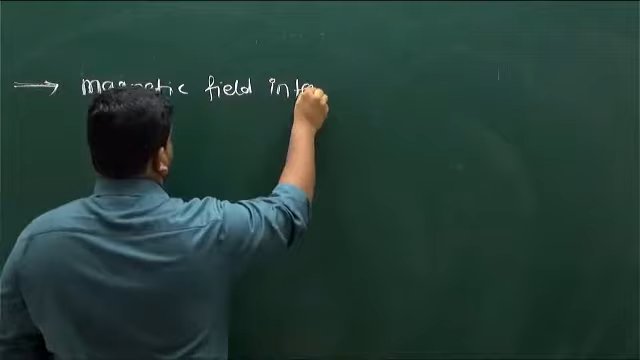 → magnetic field inte